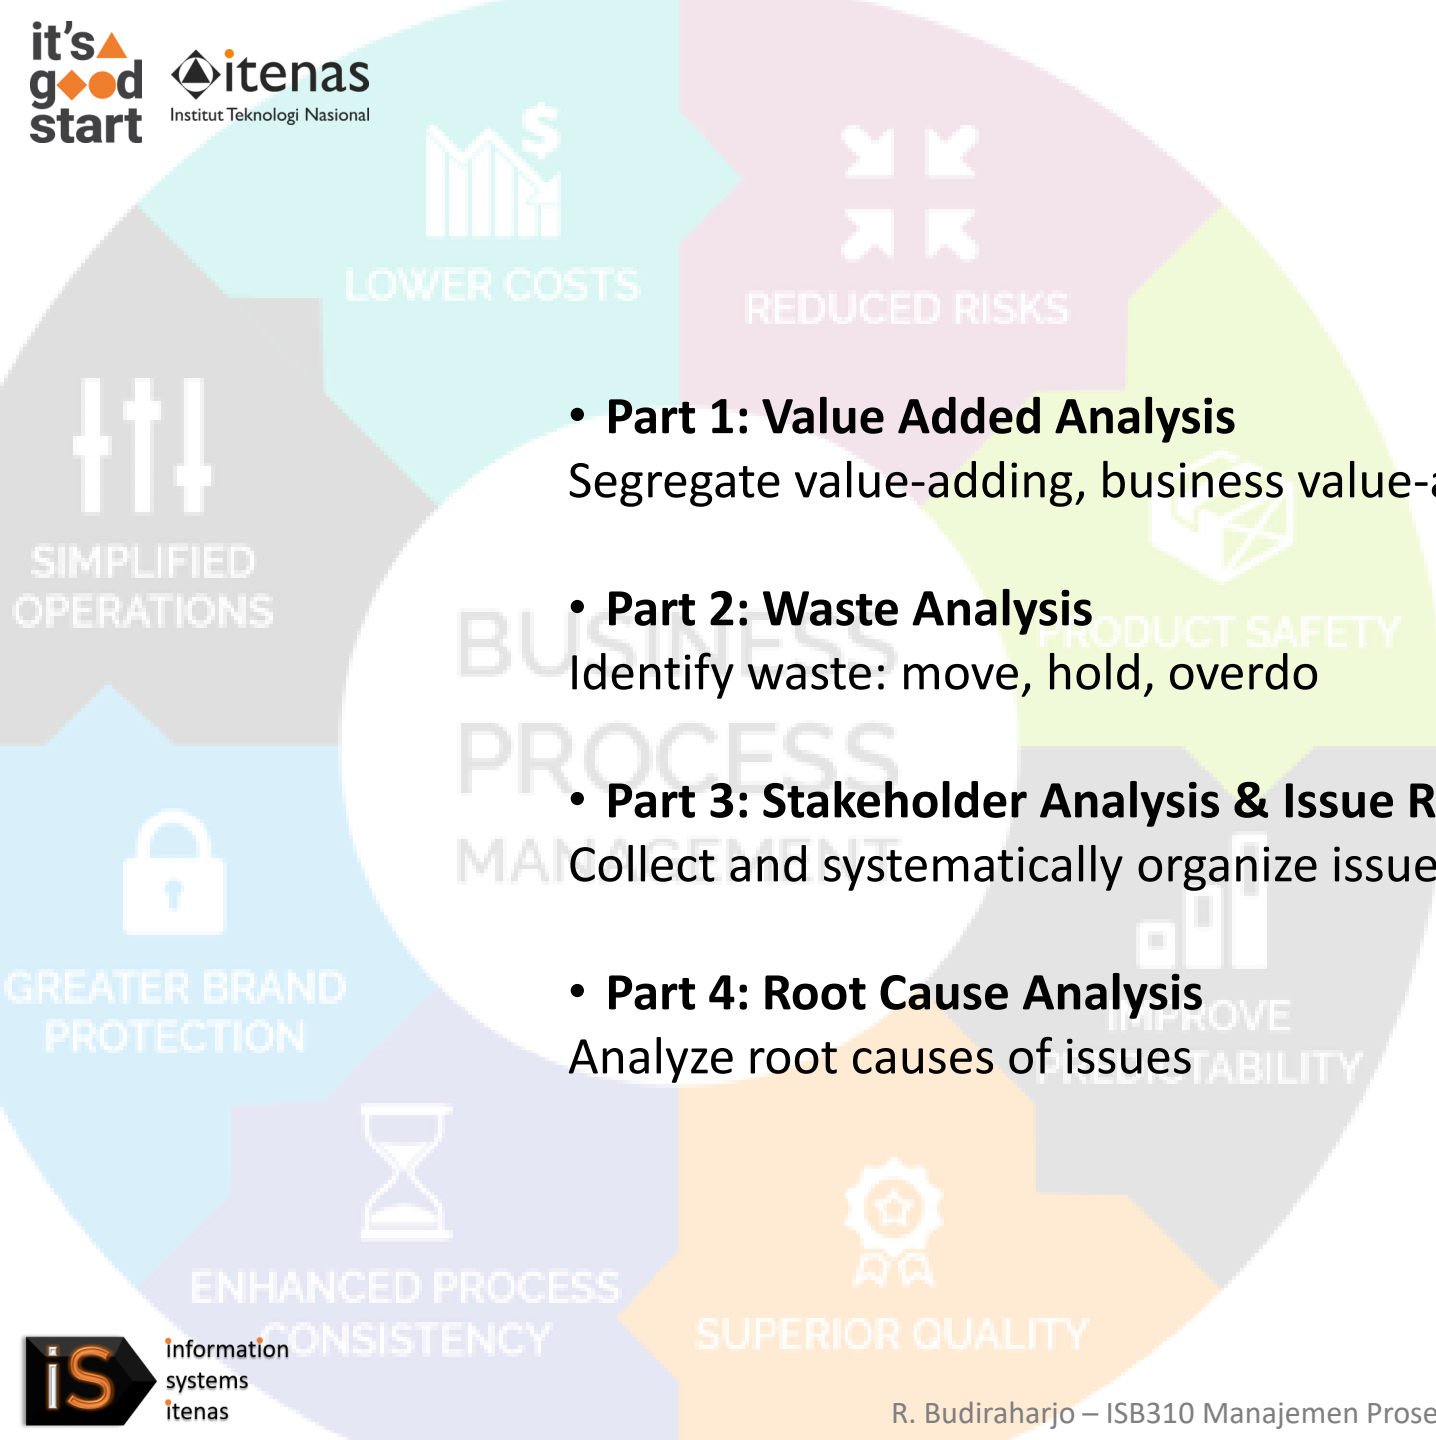 it's a
good
start
itenas
Institut Teknologi Nasional
LOWER COSTS
REDUCED RISKS
SIMPLIFIED
OPERATIONS
PRODUCT SAFETY
BUSINESS
PROCESS
MANAGEMENT
• Part 1: Value Added Analysis
Segregate value-adding, business value-a
• Part 2: Waste Analysis
Identify waste: move, hold, overdo
• Part 3: Stakeholder Analysis & Issue R
Collect and systematically organize issue
• Part 4: Root Cause Analysis
Analyze root causes of issues
GREATER BRAND
PROTECTION
IMPROVE
PREDICTABILITY
ENHANCED PROCESS
CONSISTENCY
SUPERIOR QUALITY
iS
information
systems
itenas
R. Budiraharjo – ISB310 Manajemen Prose